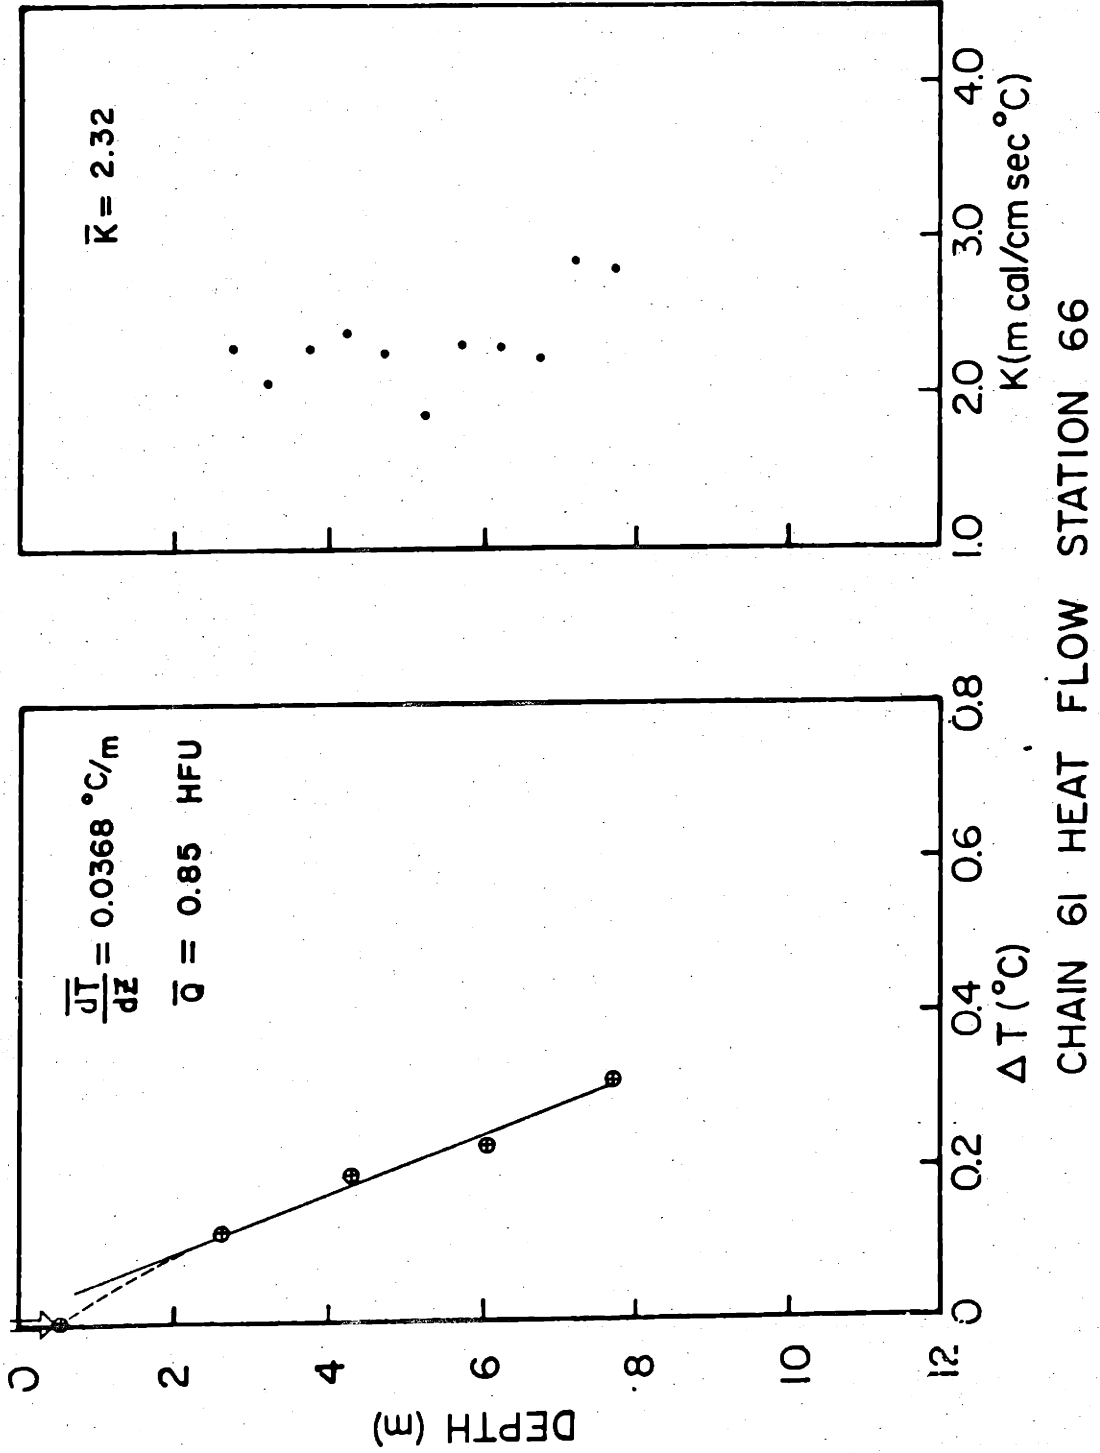 dT/dZ = 0.0368 °C/m
Q = 0.85 HFU
0
2
4
6
8
10
12
DEPTH (m)
0
0.2
0.4
0.6
0.8
Δ T (°C)
K = 2.32
1.0
2.0
3.0
4.0
K(m cal/cm sec °C)
CHAIN 61 HEAT FLOW STATION 66